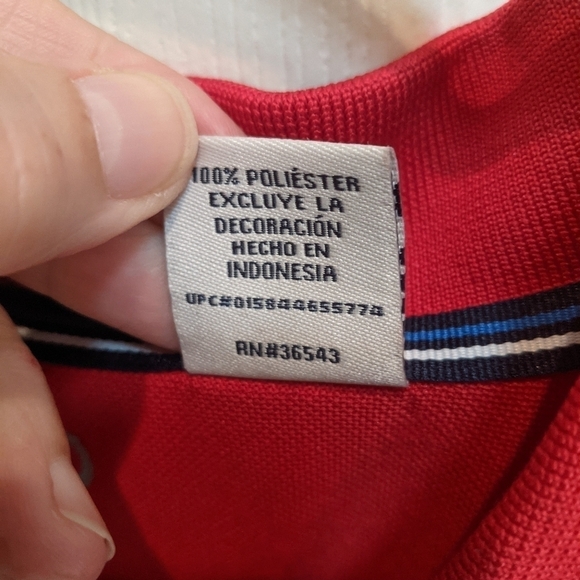 100% POLIÉSTER
EXCLUYE LA
DECORACIÓN
HECHO EN
INDONESIA
UPC#015844655774
RN#36543